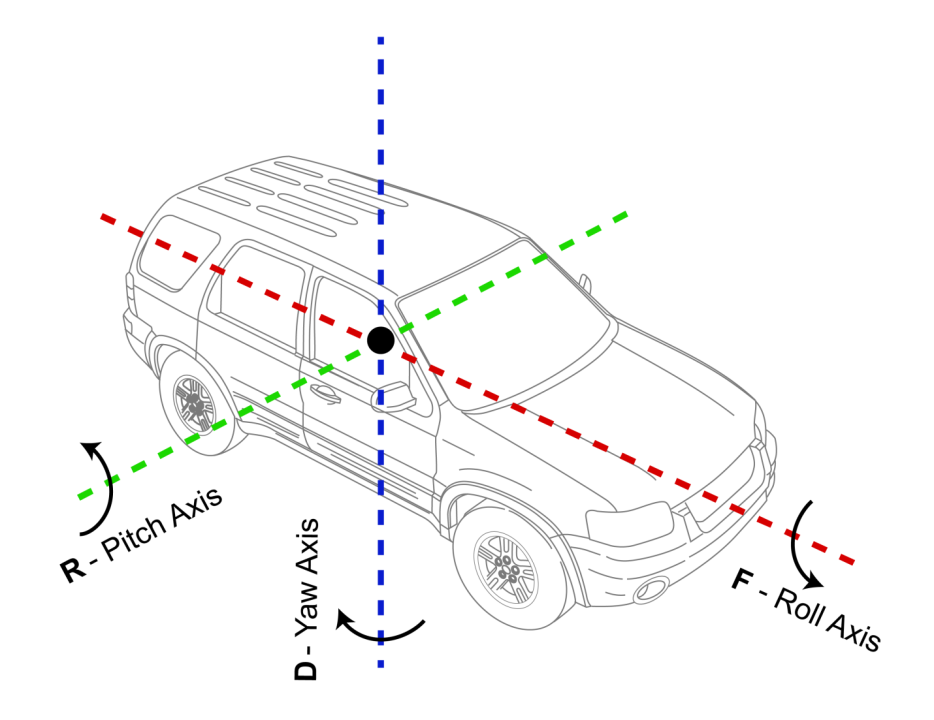 R - Pitch Axis
D - Yaw Axis
F - Roll Axis